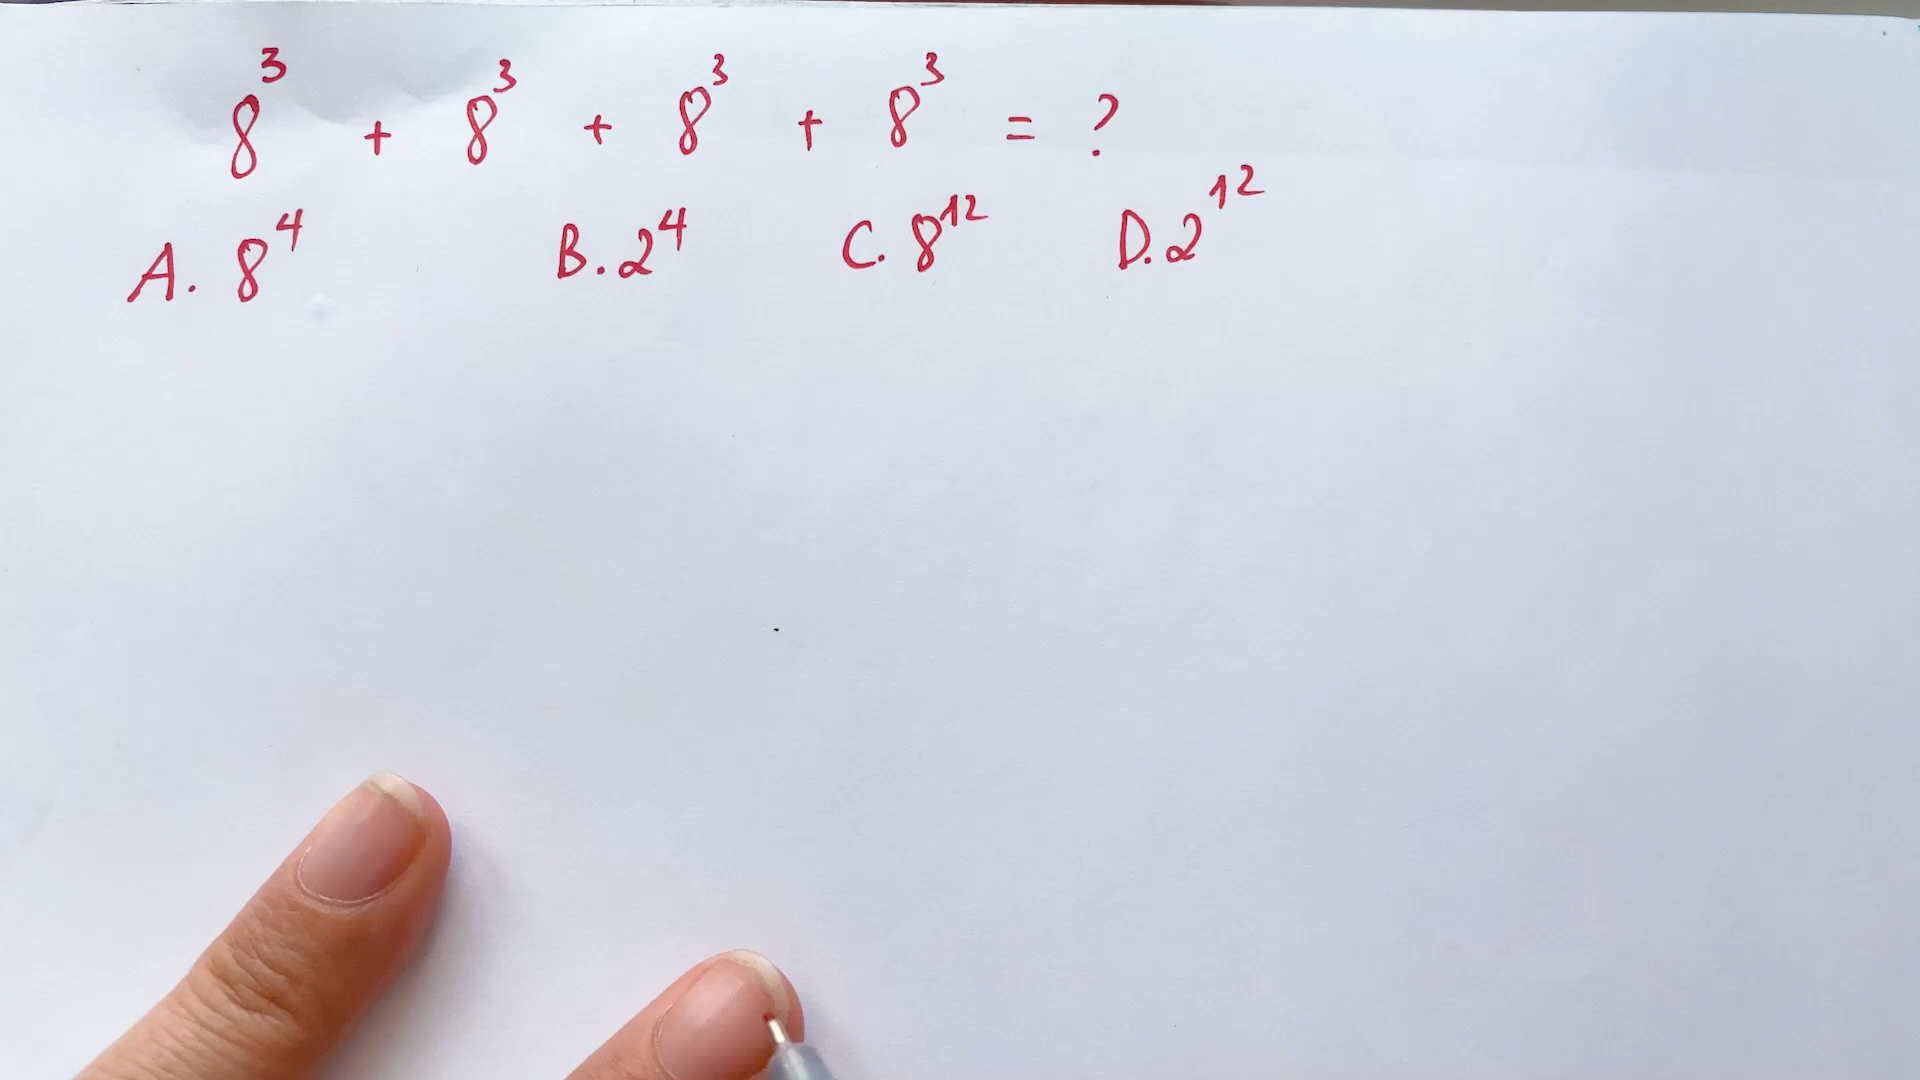 8³ + 8³ + 8³ + 8³ = ?
A. 8⁴ B. 2⁴ C. 8¹² D. 2¹²